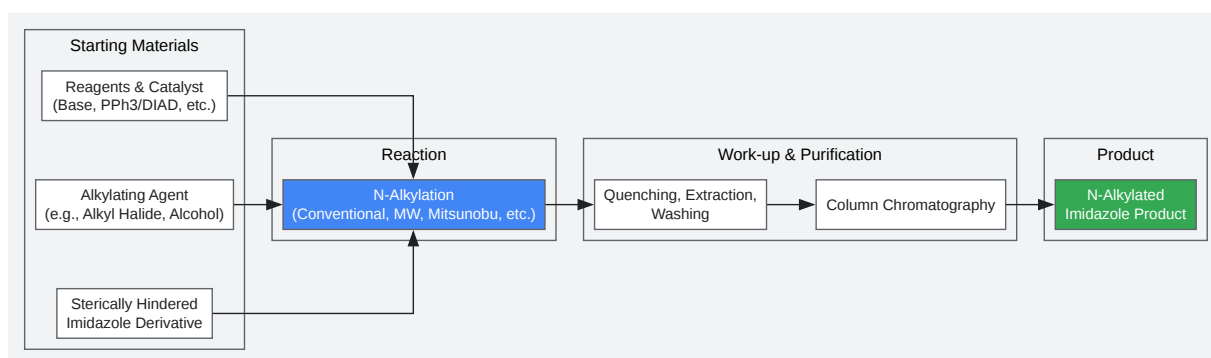 Starting Materials
Reagents & Catalyst
(Base, PPh3/DIAD, etc.)
Alkylating Agent
(e.g., Alkyl Halide, Alcohol)
Sterically Hindered
Imidazole Derivative
Reaction
N-Alkylation
(Conventional, MW, Mitsunobu, etc.)
Work-up & Purification
Quenching, Extraction,
Washing
Column Chromatography
Product
N-Alkylated
Imidazole Product